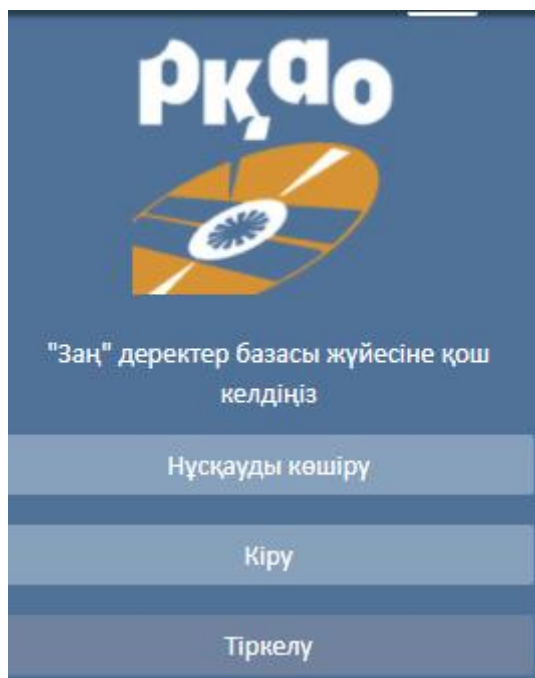 РҚАО
"Заң" деректер базасы жүйесіне қош
келдіңіз
Нұсқауды көшіру
Кіру
Тіркелу